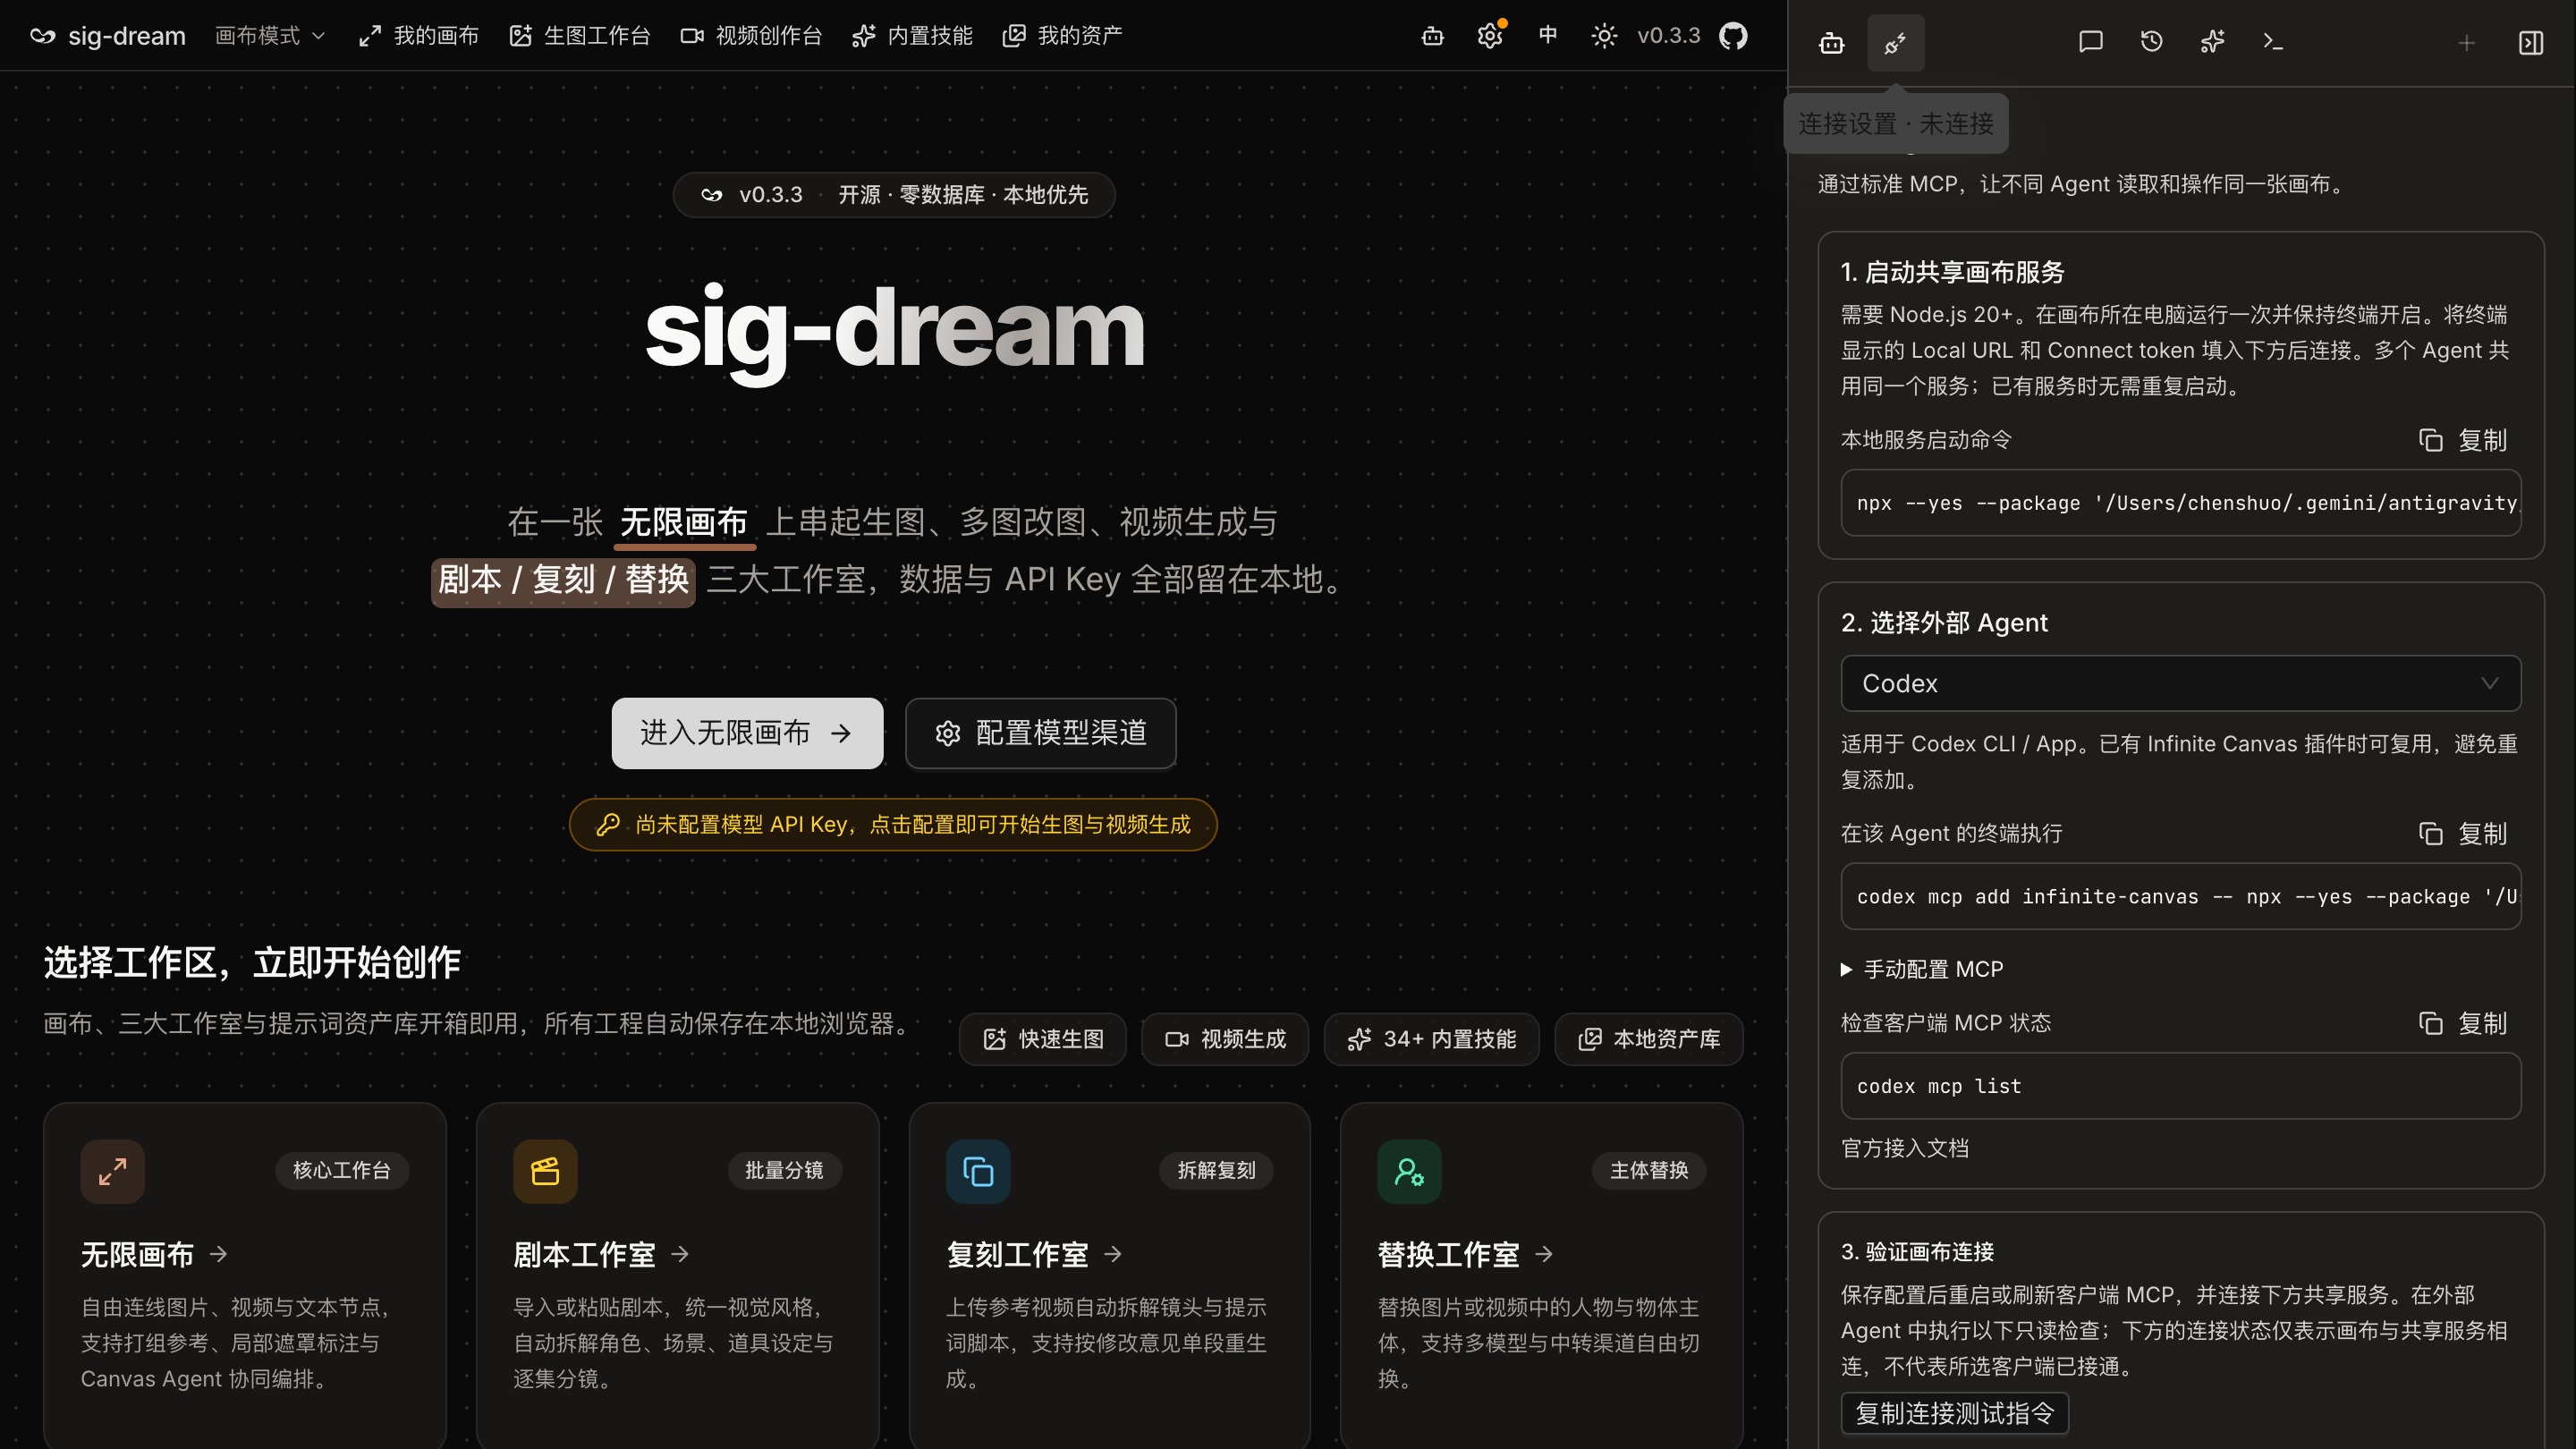 sig-dream
画布模式
我的画布
生图工作台
视频创作台
内置技能
我的资产
中
v0.3.3
v0.3.3 · 开源 · 零数据库 · 本地优先
sig-dream
在一张 无限画布 上串起生图、多图改图、视频生成与
剧本 / 复刻 / 替换 三大工作室，数据与 API Key 全部留在本地。
进入无限画布
配置模型渠道
尚未配置模型 API Key，点击配置即可开始生图与视频生成
选择工作区，立即开始创作
画布、三大工作室与提示词资产库开箱即用，所有工程自动保存在本地浏览器。
快速生图
视频生成
34+ 内置技能
本地资产库
核心工作台
无限画布
自由连线图片、视频与文本节点，
支持打组参考、局部遮罩标注与
Canvas Agent 协同编排。
批量分镜
剧本工作室
导入或粘贴剧本，统一视觉风格，
自动拆解角色、场景、道具设定与
逐集分镜。
拆解复刻
复刻工作室
上传参考视频自动拆解镜头与提示
词脚本，支持按修改意见单段重生
成。
主体替换
替换工作室
替换图片或视频中的人物与物体主
体，支持多模型与中转渠道自由切
换。
连接设置 · 未连接
通过标准 MCP，让不同 Agent 读取和操作同一张画布。
1. 启动共享画布服务
需要 Node.js 20+。在画布所在电脑运行一次并保持终端开启。将终端
显示的 Local URL 和 Connect token 填入下方后连接。多个 Agent 共
用同一个服务；已有服务时无需重复启动。
本地服务启动命令
复制
npx --yes --package '/Users/chenshuo/.gemini/antigravity
2. 选择外部 Agent
Codex
适用于 Codex CLI / App。已有 Infinite Canvas 插件时可复用，避免重
复添加。
在该 Agent 的终端执行
复制
codex mcp add infinite-canvas -- npx --yes --package '/U
手动配置 MCP
检查客户端 MCP 状态
复制
codex mcp list
官方接入文档
3. 验证画布连接
保存配置后重启或刷新客户端 MCP，并连接下方共享服务。在外部
Agent 中执行以下只读检查；下方的连接状态仅表示画布与共享服务相
连，不代表所选客户端已接通。
复制连接测试指令